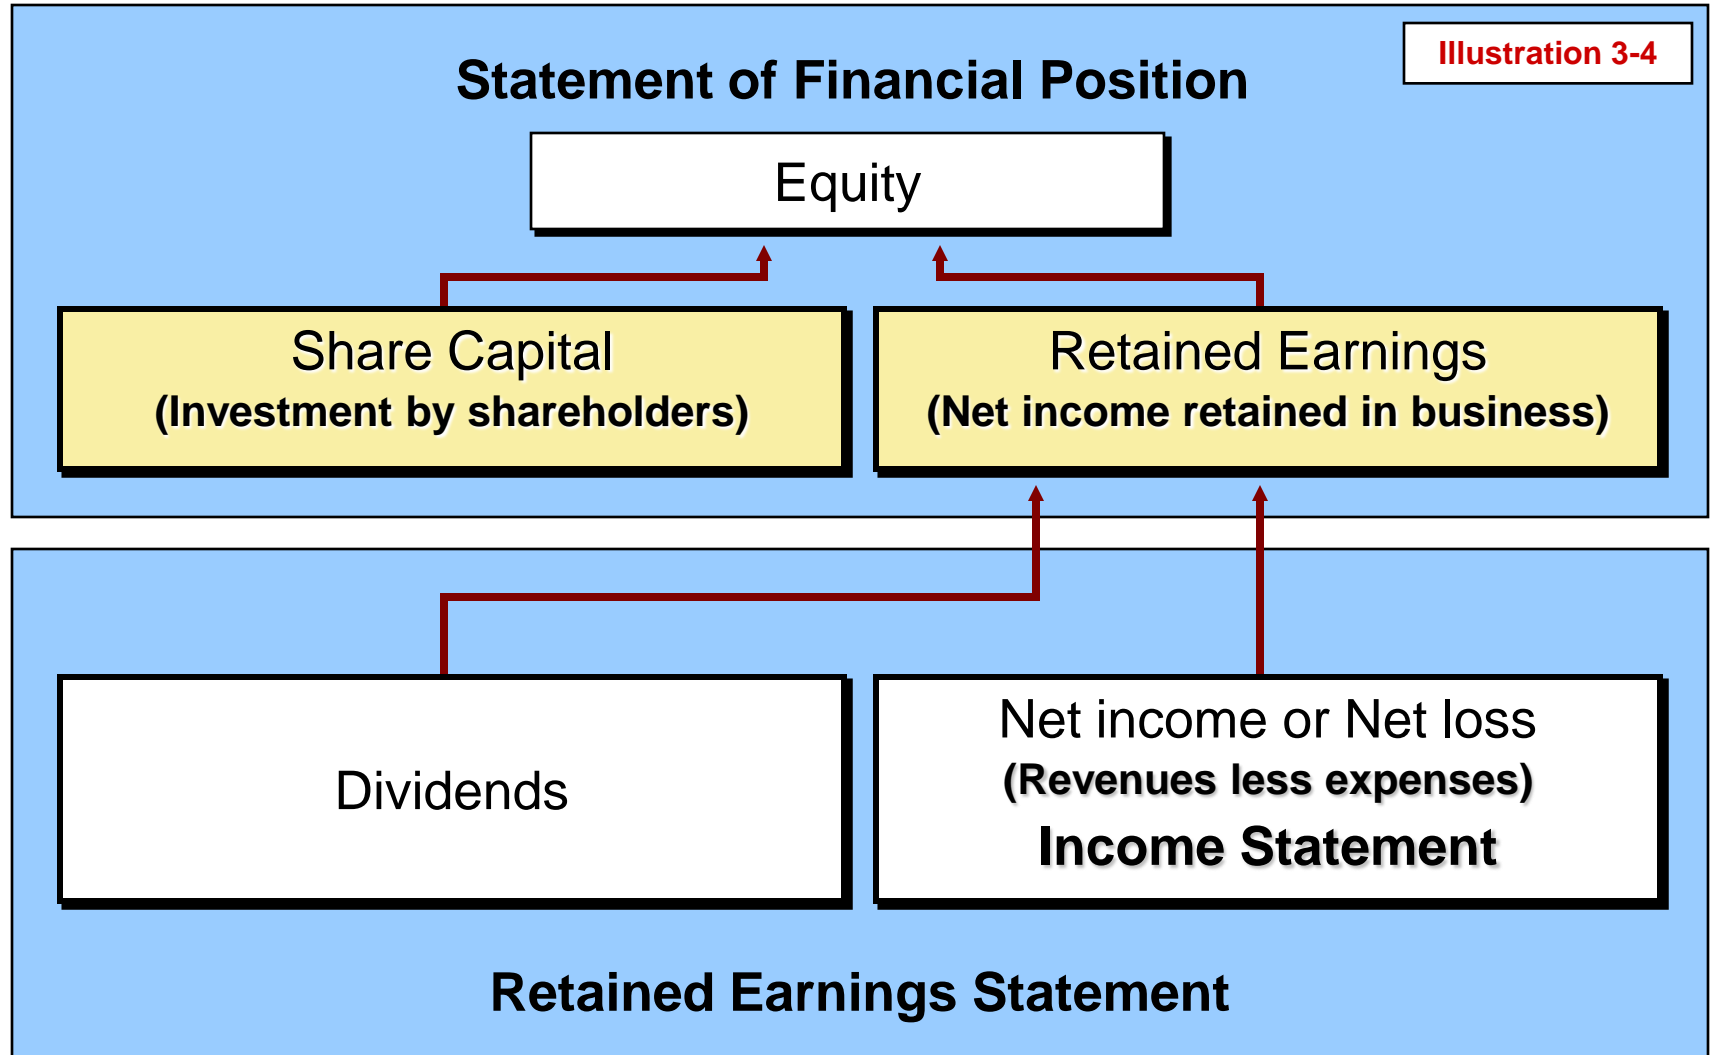 Illustration 3-4
Statement of Financial Position
Equity
Share Capital
(Investment by shareholders)
Retained Earnings
(Net income retained in business)
Dividends
Net income or Net loss
(Revenues less expenses)
Income Statement
Retained Earnings Statement